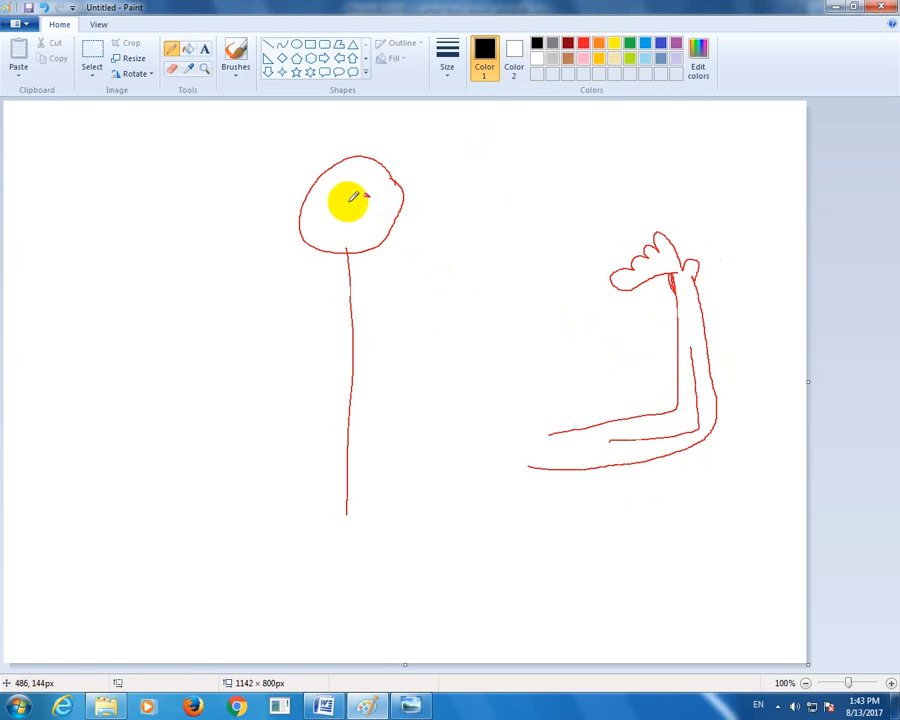 Untitled - Paint
Home
View
Paste
Cut
Copy
Clipboard
Select
Crop
Resize
Rotate
Image
A
Tools
Brushes
Outline
Fill
Shapes
Size
Color
1
Color
2
Edit
colors
Colors
486, 144px
1142 × 800px
100%
EN
1:43 PM
8/13/2017